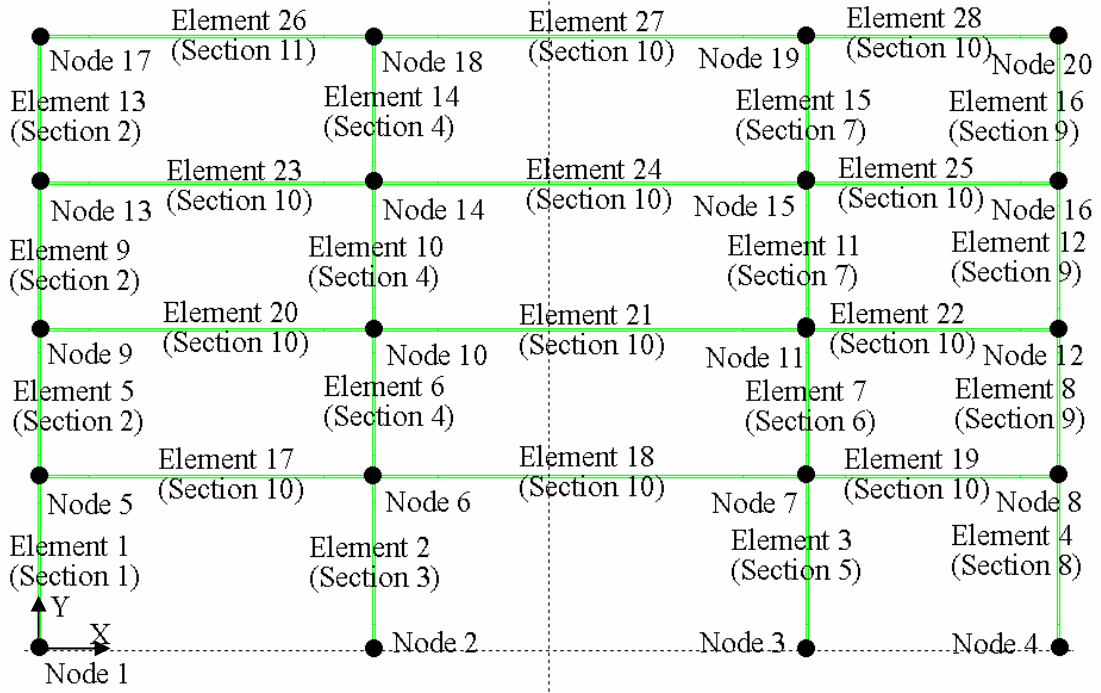 Element 26
(Section 11)
Element 27
(Section 10)
Element 28
(Section 10)
Node 17
Node 18
Node 19
Node 20
Element 13
(Section 2)
Element 14
(Section 4)
Element 15
(Section 7)
Element 16
(Section 9)
Element 23
(Section 10)
Element 24
(Section 10)
Element 25
(Section 10)
Node 13
Node 14
Node 15
Node 16
Element 9
(Section 2)
Element 10
(Section 4)
Element 11
(Section 7)
Element 12
(Section 9)
Element 20
(Section 10)
Element 21
(Section 10)
Element 22
(Section 10)
Node 9
Node 10
Node 11
Node 12
Element 5
(Section 2)
Element 6
(Section 4)
Element 7
(Section 6)
Element 8
(Section 9)
Element 17
(Section 10)
Element 18
(Section 10)
Element 19
(Section 10)
Node 5
Node 6
Node 7
Node 8
Element 1
(Section 1)
Element 2
(Section 3)
Element 3
(Section 5)
Element 4
(Section 8)
Y
X
Node 1
Node 2
Node 3
Node 4